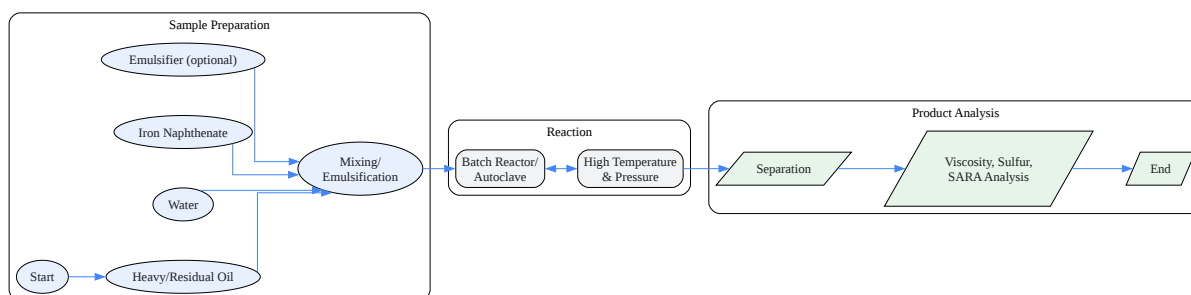 Sample Preparation
Emulsifier (optional)
Iron Naphthenate
Mixing/
Emulsification
Water
Start
Heavy/Residual Oil
Reaction
Batch Reactor/
Autoclave
High Temperature
& Pressure
Product Analysis
Separation
Viscosity, Sulfur,
SARA Analysis
End